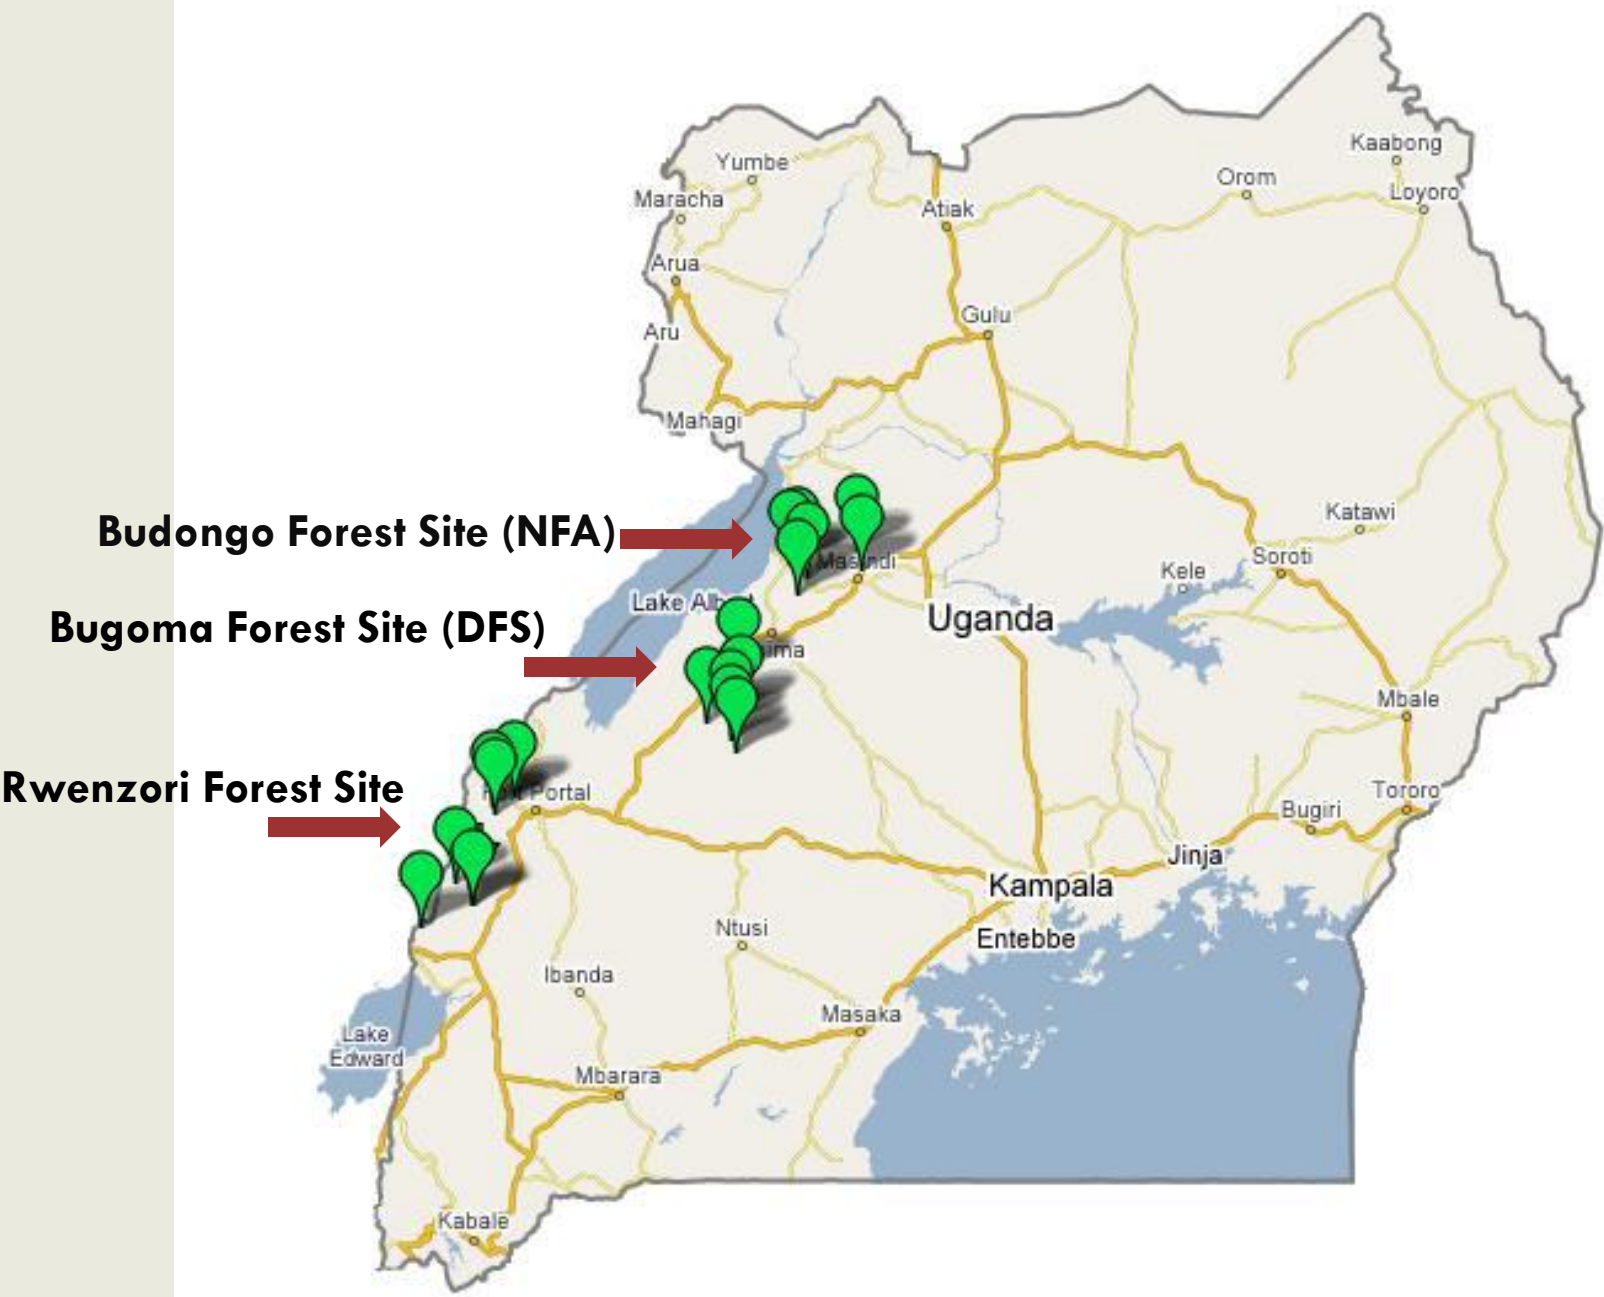 Kaabong
Yumbe
Orom
Loyoro
Maracha
Atiak
Arua
Gulu
Aru
Mahagi
Katawi
Budongo Forest Site (NFA)
Soroti
Kele
Lake
Uganda
Bugoma Forest Site (DFS)
Mbale
Rwenzori Forest Site
Portal
Tororo
Bugiri
Jinja
Kampala
Ntusi
Entebbe
Ibanda
Masaka
Lake
Edward
Mbarara
Kabale